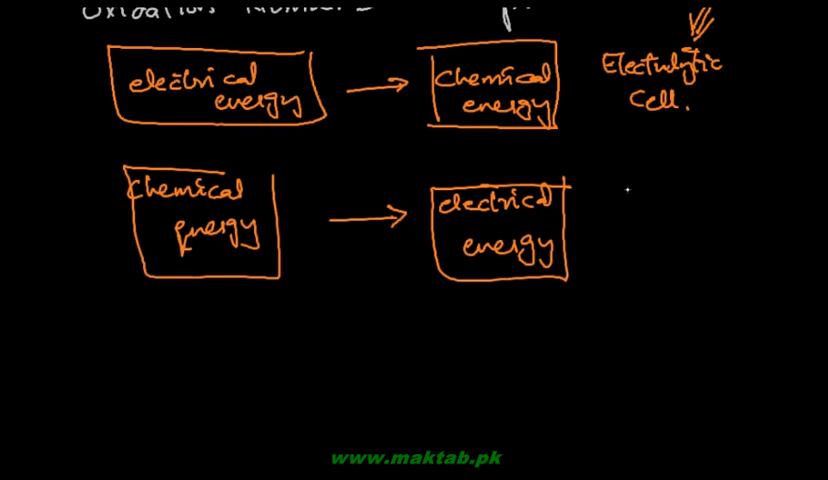 electrical
energy
Chemical
energy
Electrolytic
Cell.
Chemical
energy
electrical
energy
www.maktab.pk